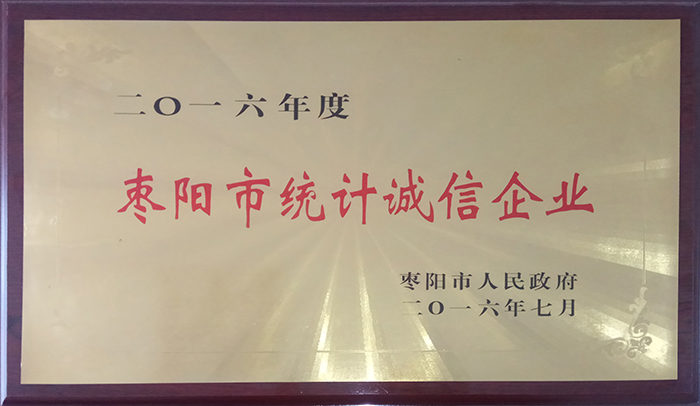 二〇一六年度
枣阳市统计诚信企业
枣阳市人民政府
二〇一六年七月